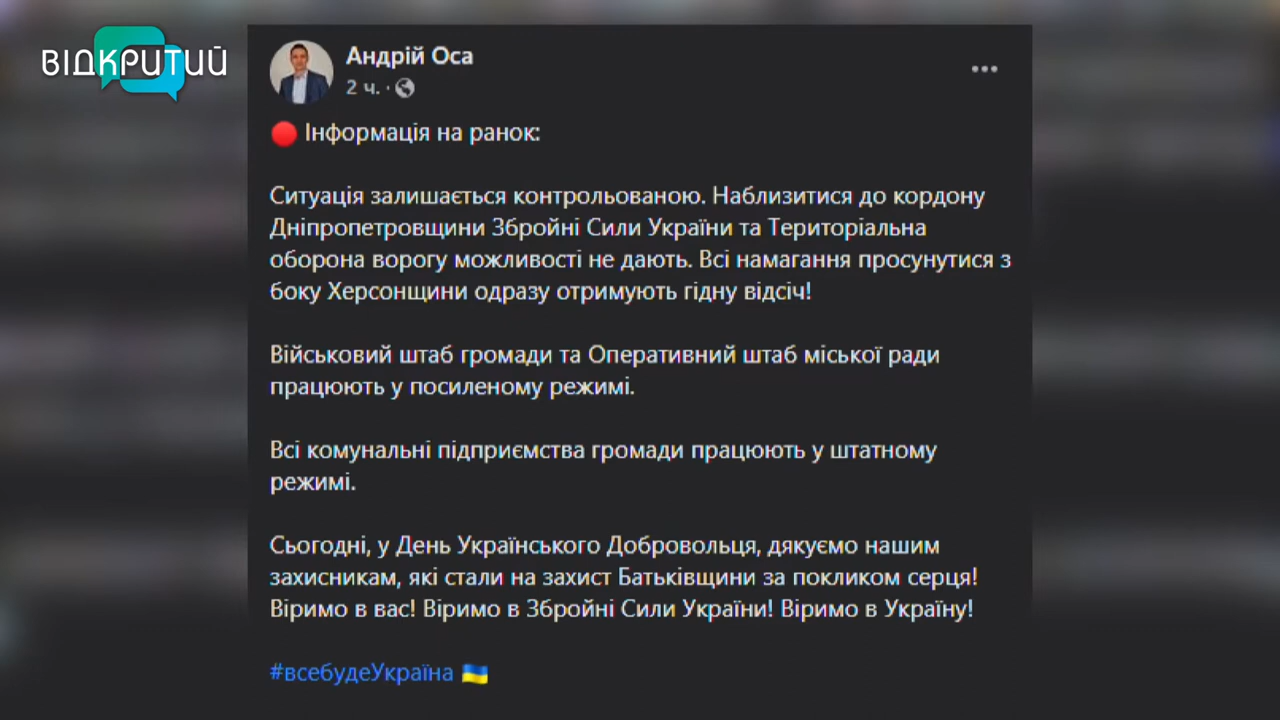 ВІДКРИТИЙ
Андрій Оса
2 ч. ·
Інформація на ранок:
Ситуація залишається контрольованою. Наблизитися до кордону
Дніпропетровщини Збройні Сили України та Територіальна
оборона ворогу можливості не дають. Всі намагання просунутися з
боку Херсонщини одразу отримують гідну відсіч!
Військовий штаб громади та Оперативний штаб міської ради
працюють у посиленому режимі.
Всі комунальні підприємства громади працюють у штатному
режимі.
Сьогодні, у День Українського Добровольця, дякуємо нашим
захисникам, які стали на захист Батьківщини за покликом серця!
Віримо в вас! Віримо в Збройні Сили України! Віримо в Україну!
#всебудеУкраїна